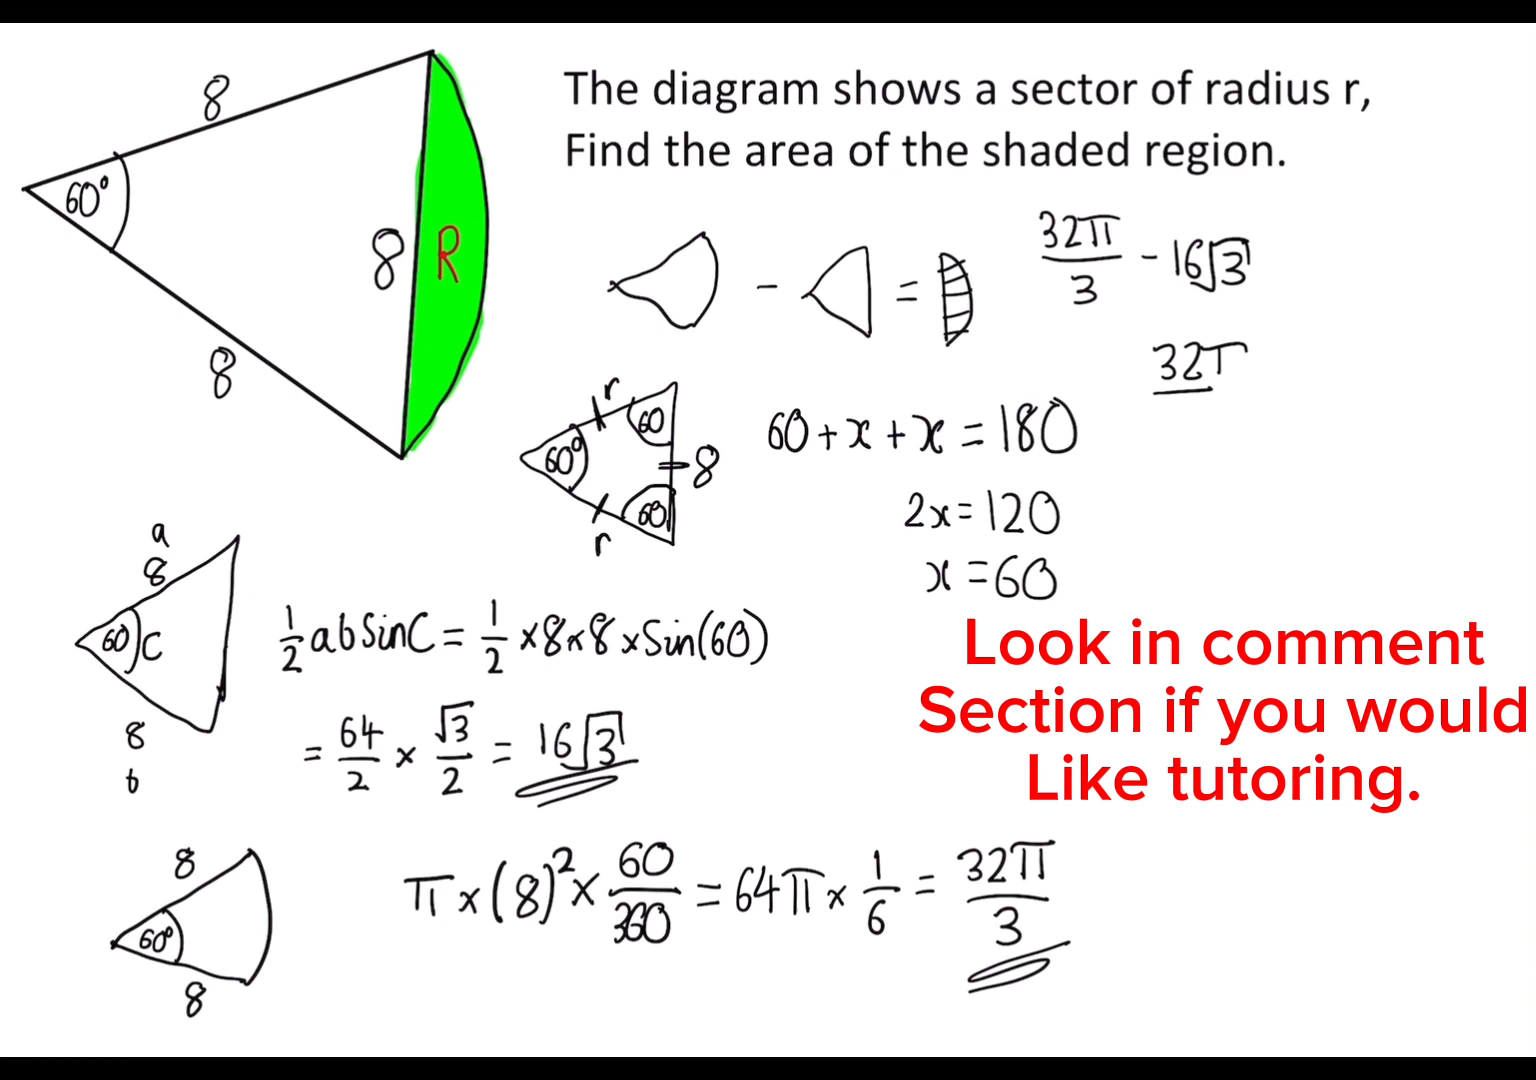 The diagram shows a sector of radius r,
Find the area of the shaded region.
8
60°
8
R
8
- = 32π/3 - 16√3
32π
r
60
60°
8
60
r
60 + x + x = 180
2x = 120
x = 60
a
8
60 C
8
b
1/2 ab Sin C = 1/2 × 8 × 8 × Sin(60)
= 64/2 × √3/2 = 16√3
Look in comment
Section if you would
Like tutoring.
8
60°
8
π × (8)² × 60/360 = 64π × 1/6 = 32π/3